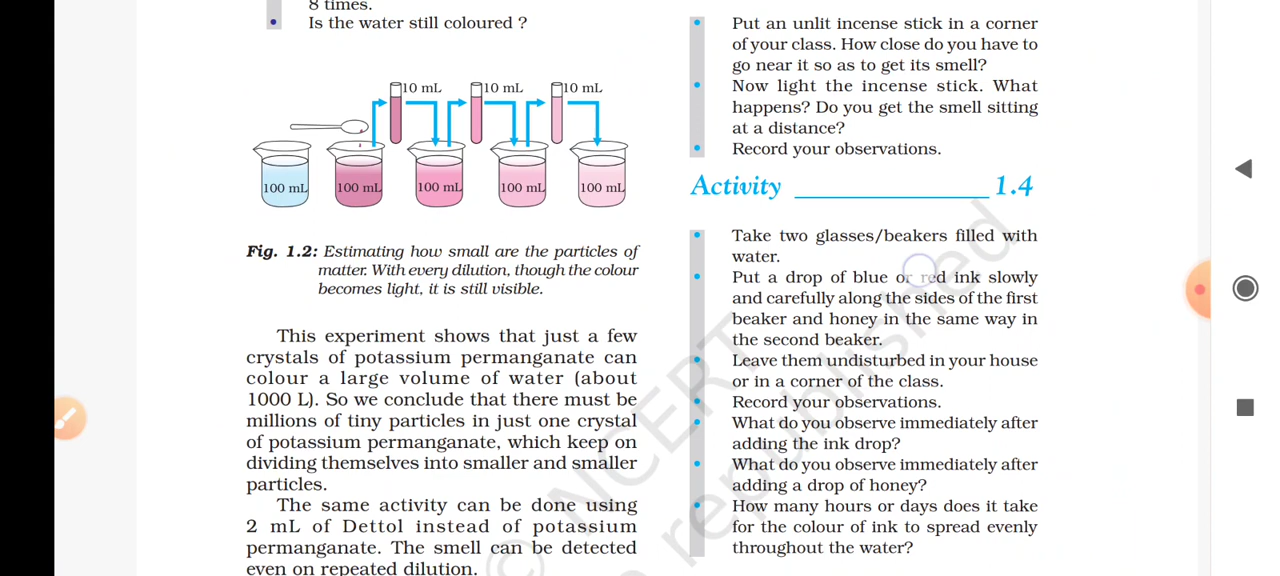 8 times.
Is the water still coloured ?
10 mL 10 mL 10 mL
100 mL 100 mL 100 mL 100 mL 100 mL
Fig. 1.2: Estimating how small are the particles of
matter. With every dilution, though the colour
becomes light, it is still visible.
This experiment shows that just a few
crystals of potassium permanganate can
colour a large volume of water (about
1000 L). So we conclude that there must be
millions of tiny particles in just one crystal
of potassium permanganate, which keep on
dividing themselves into smaller and smaller
particles.
The same activity can be done using
2 mL of Dettol instead of potassium
permanganate. The smell can be detected
even on repeated dilution.
Put an unlit incense stick in a corner
of your class. How close do you have to
go near it so as to get its smell?
Now light the incense stick. What
happens? Do you get the smell sitting
at a distance?
Record your observations.
Activity 1.4
Take two glasses/beakers filled with
water.
Put a drop of blue or red ink slowly
and carefully along the sides of the first
beaker and honey in the same way in
the second beaker.
Leave them undisturbed in your house
or in a corner of the class.
Record your observations.
What do you observe immediately after
adding the ink drop?
What do you observe immediately after
adding a drop of honey?
How many hours or days does it take
for the colour of ink to spread evenly
throughout the water?
© NCERT
republished